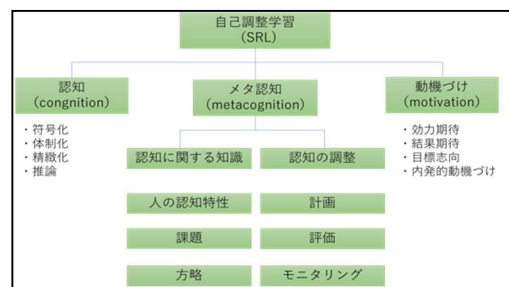 自己調整学習
(SRL)
認知
(congnition)
・符号化
・体制化
・精緻化
・推論
メタ認知
(metacognition)
認知に関する知識
認知の調整
人の認知特性
計画
課題
評価
方略
モニタリング
動機づけ
(motivation)
・効力期待
・結果期待
・目標志向
・内発的動機づけ